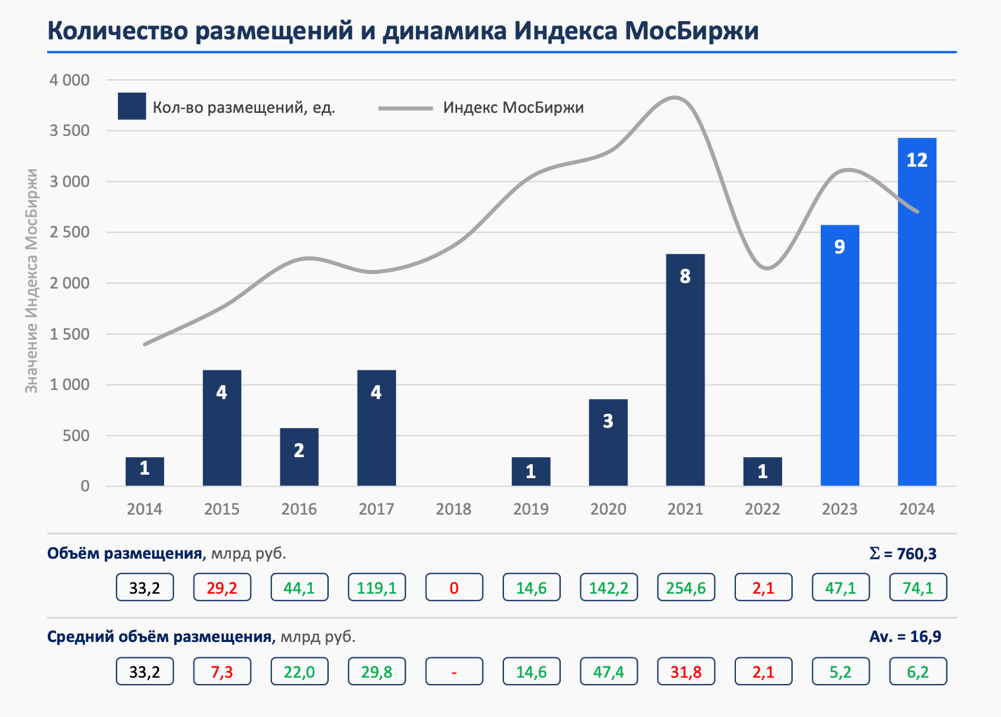 Количество размещений и динамика Индекса МосБиржи
Значение Индекса МосБиржи
4 000
3 500
3 000
2 500
2 000
1 500
1 000
500
0
Кол-во размещений, ед. Индекс МосБиржи
1 4 2 4 1 3 8 1 9 12
2014 2015 2016 2017 2018 2019 2020 2021 2022 2023 2024
Объём размещения, млрд руб. Σ = 760,3
33,2 29,2 44,1 119,1 0 14,6 142,2 254,6 2,1 47,1 74,1
Средний объём размещения, млрд руб. Av. = 16,9
33,2 7,3 22,0 29,8 - 14,6 47,4 31,8 2,1 5,2 6,2